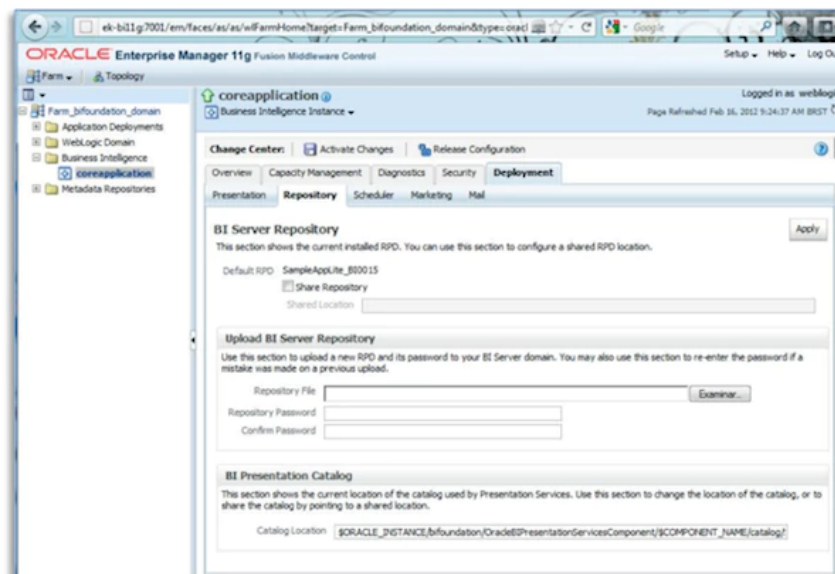 ek-bi11g:7001/em/faces/as/as/wlFarmHome?target=Farm_bifoundation_domain&type=oracl
Google
ORACLE Enterprise Manager 11g Fusion Middleware Control
Setup Help Log Ou
Farm Topology
Logged in as weblogi
coreapplication
Business Intelligence Instance
Page Refreshed Feb 16, 2012 9:24:37 AM BRST
Farm_bifoundation_domain
Application Deployments
WebLogic Domain
Business Intelligence
coreapplication
Metadata Repositories
Change Center: Activate Changes Release Configuration
Overview Capacity Management Diagnostics Security Deployment
Presentation Repository Scheduler Marketing Mail
BI Server Repository
Apply
This section shows the current installed RPD. You can use this section to configure a shared RPD location.
Default RPD SampleAppLite_BI0015
Share Repository
Shared Location
Upload BI Server Repository
Use this section to upload a new RPD and its password to your BI Server domain. You may also use this section to re-enter the password if a
mistake was made on a previous upload.
Repository File Examinar...
Repository Password
Confirm Password
BI Presentation Catalog
This section shows the current location of the catalog used by Presentation Services. Use this section to change the location of the catalog, or to
share the catalog by pointing to a shared location.
Catalog Location $ORACLE_INSTANCE/bifoundation/OracleBIPresentationServicesComponent/$COMPONENT_NAME/catalog/